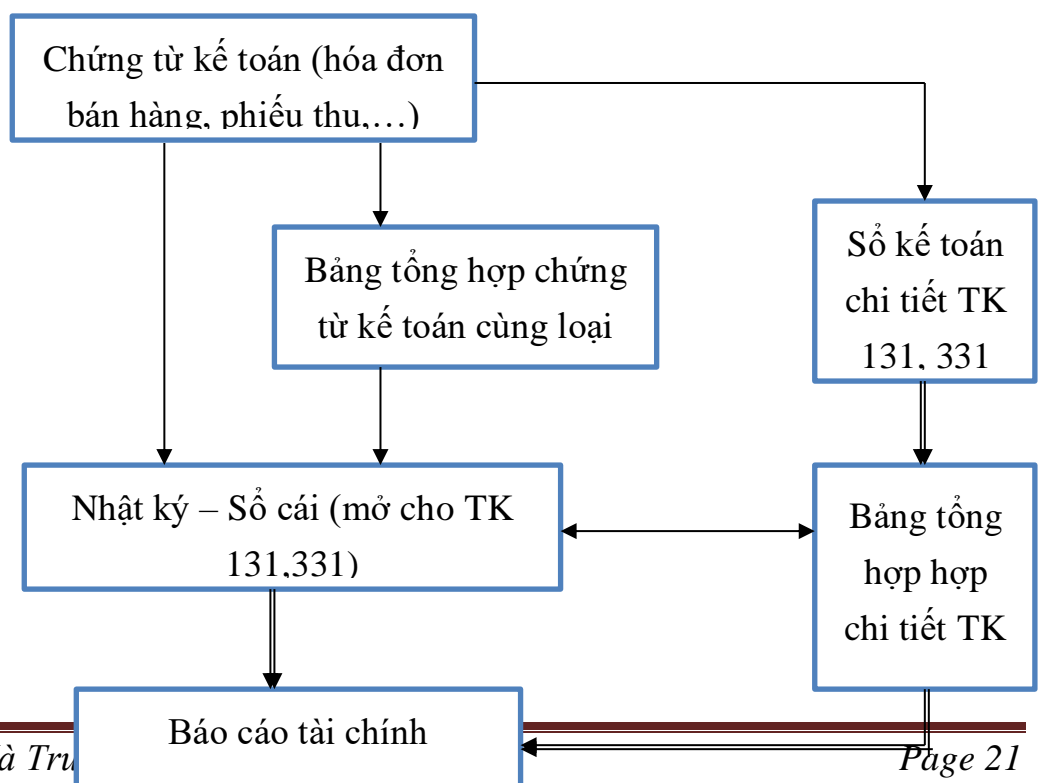 Chứng từ kế toán (hóa đơn
bán hàng, phiếu thu,…)
Bảng tổng hợp chứng
từ kế toán cùng loại
Sổ kế toán
chi tiết TK
131, 331
Nhật ký – Sổ cái (mở cho TK
131,331)
Bảng tổng
hợp hợp
chi tiết TK
Báo cáo tài chính
Page 21